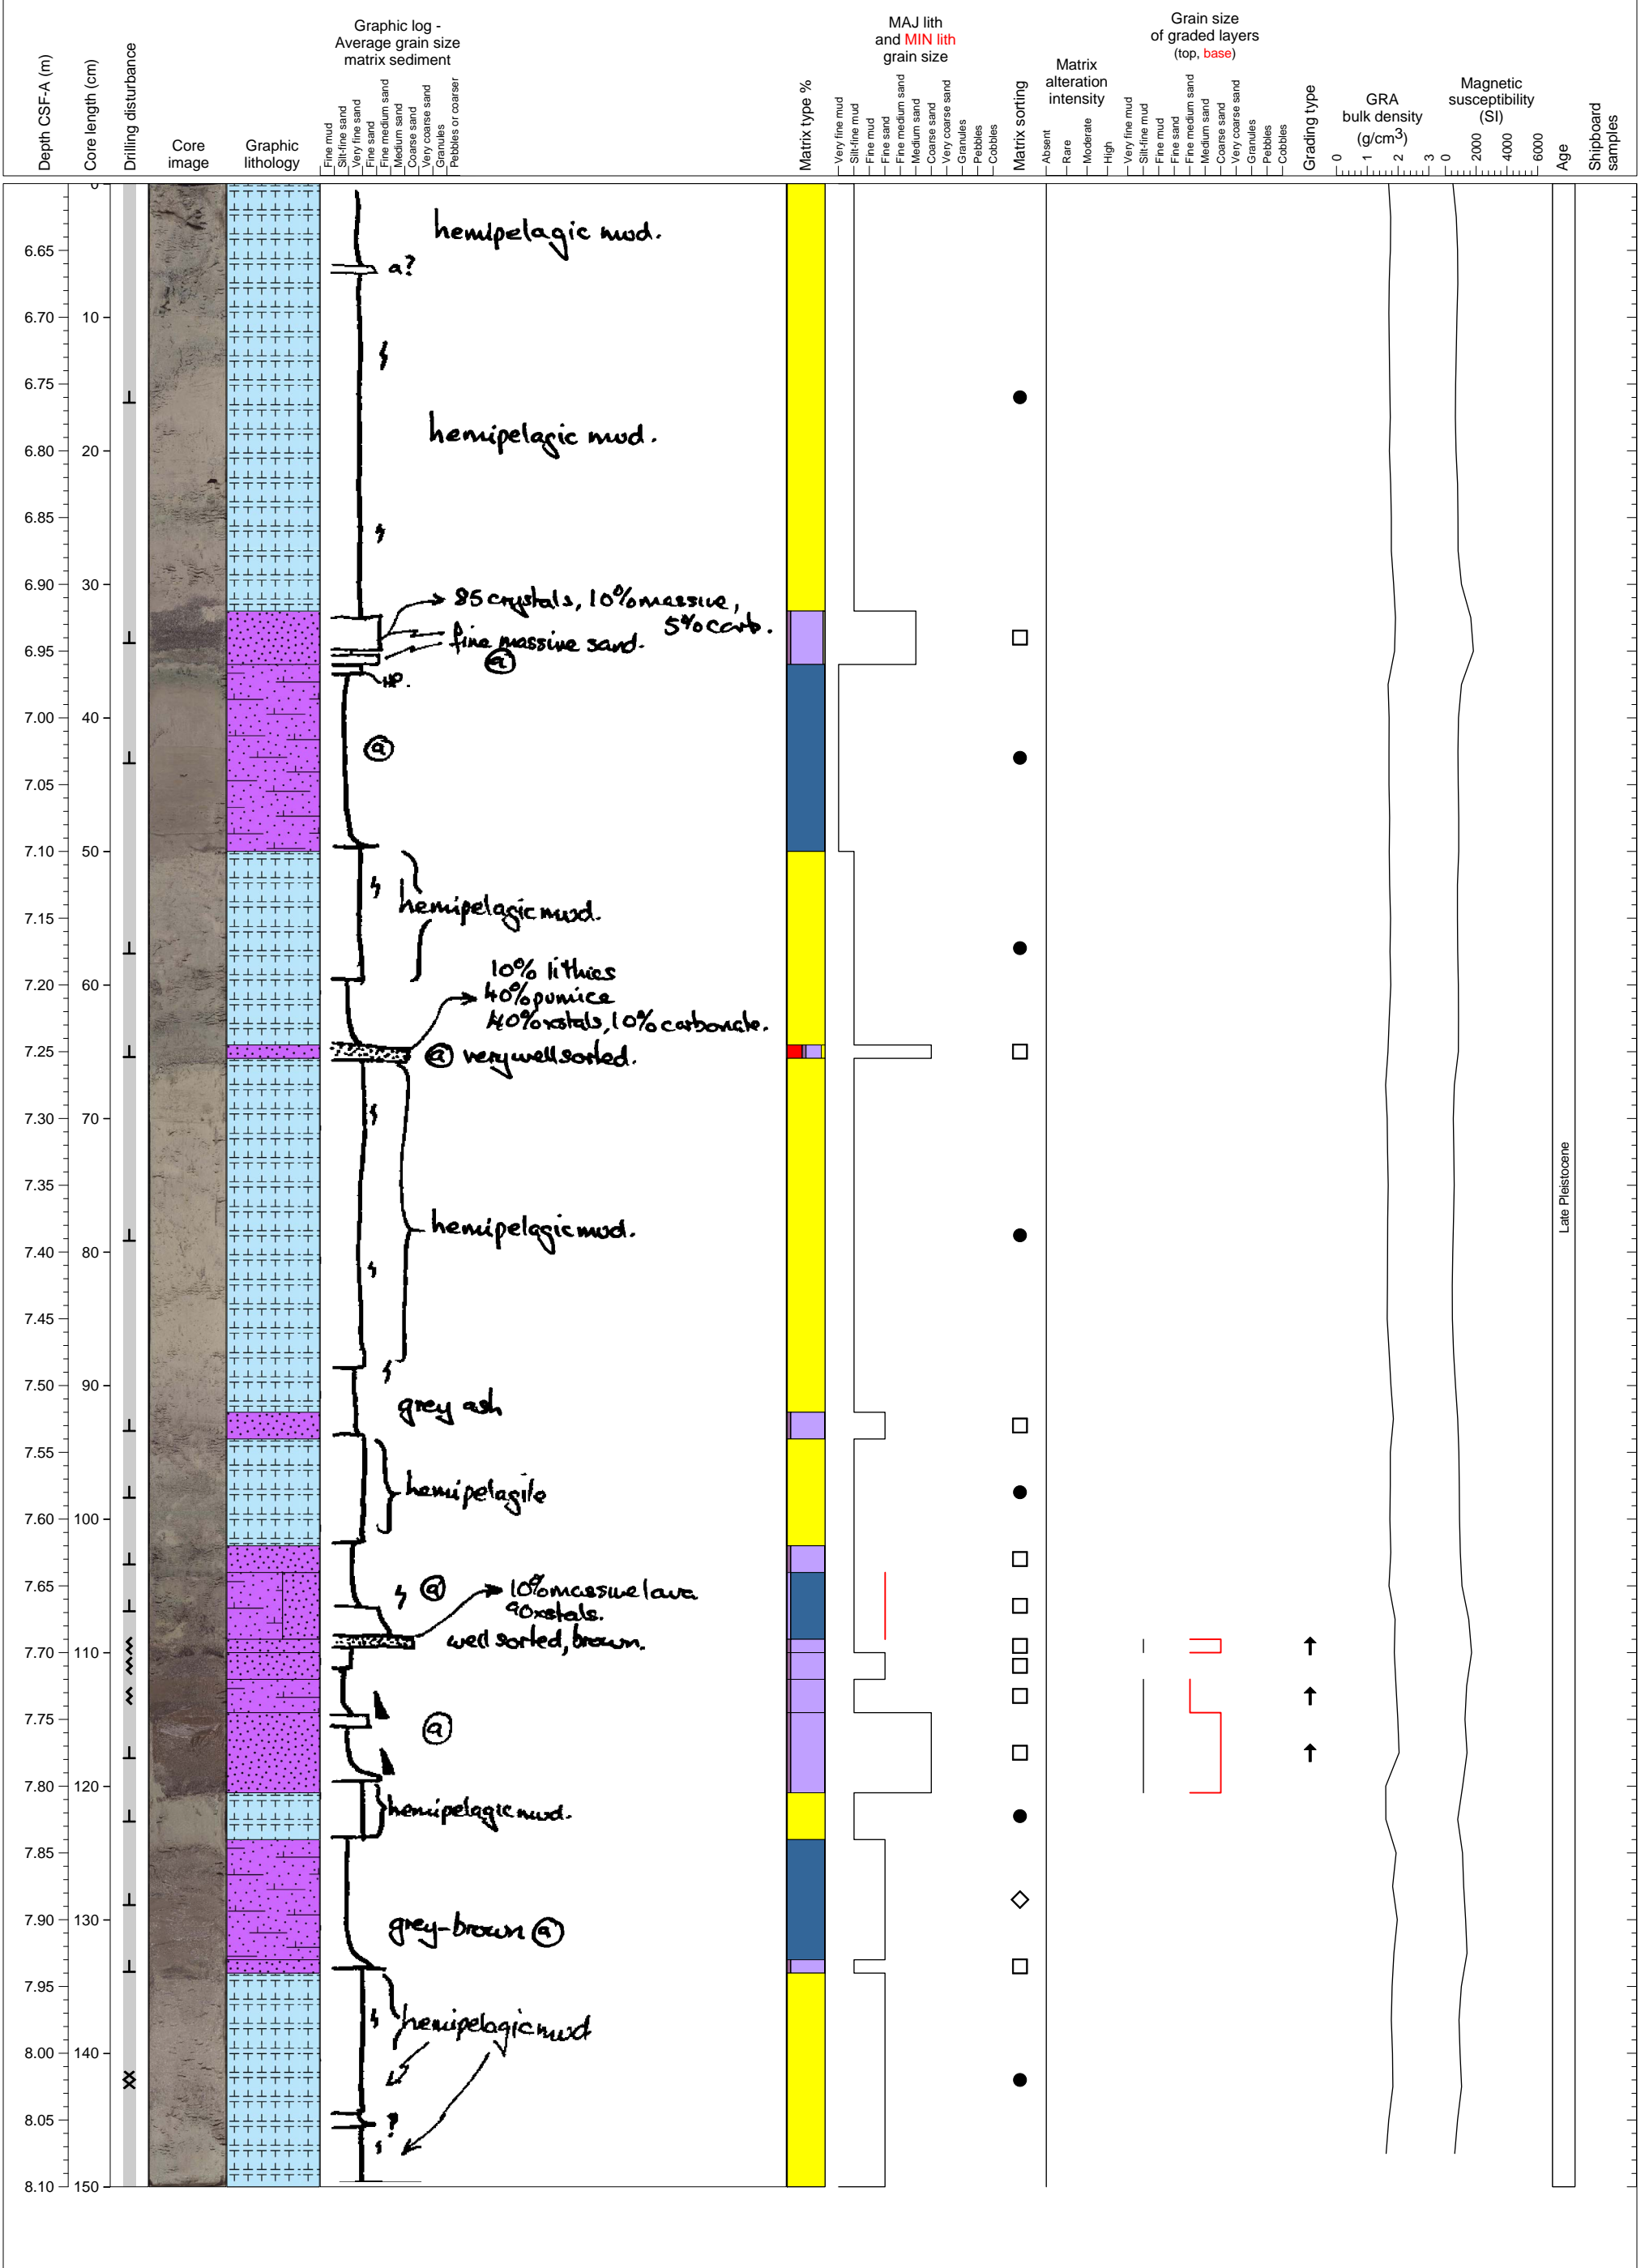 Depth CSF-A (m)
Core length (cm)
Drilling disturbance
Core
image
Graphic
lithology
Graphic log -
Average grain size
matrix sediment
Fine mud
Slit-fine sand
Very fine sand
Fine sand
Fine medium sand
Medium sand
Coarse sand
Very coarse sand
Granules
Pebbles or coarser
Matrix type %
MAJ lith
and MIN lith
grain size
Very fine mud
Silt-fine mud
Fine mud
Fine sand
Fine medium sand
Medium sand
Coarse sand
Very coarse sand
Granules
Pebbles
Cobbles
Matrix sorting
Matrix
alteration
intensity
Absent
Rare
Moderate
High
Grain size
of graded layers
(top, base)
Very fine mud
Silt-fine mud
Fine mud
Fine sand
Fine medium sand
Medium sand
Coarse sand
Very coarse sand
Granules
Pebbles
Cobbles
Grading type
GRA
bulk density
(g/cm3)
0 1 2 3
Magnetic
susceptibility
(SI)
0 2000 4000 6000
Age
Shipboard
samples
0
6.65
6.70 10
6.75
6.80 20
6.85
6.90 30
6.95
7.00 40
7.05
7.10 50
7.15
7.20 60
7.25
7.30 70
7.35
7.40 80
7.45
7.50 90
7.55
7.60 100
7.65
7.70 110
7.75
7.80 120
7.85
7.90 130
7.95
8.00 140
8.05
8.10 150
hemipelagic mud.
a?
hemipelagic mud.
85 crystals, 10% massive,
5% carb.
fine massive sand.
a
HP.
a
hemipelagic mud.
10% lithics
40% pumice
40% xstals, 10% carbonate.
a very well sorted.
hemipelagic mud.
grey ash
hemipelagile
a
10% massive lava
90 xstals.
well sorted, brown.
a
hemipelagic mud.
grey-brown a
hemipelagic mud
?
Late Pleistocene